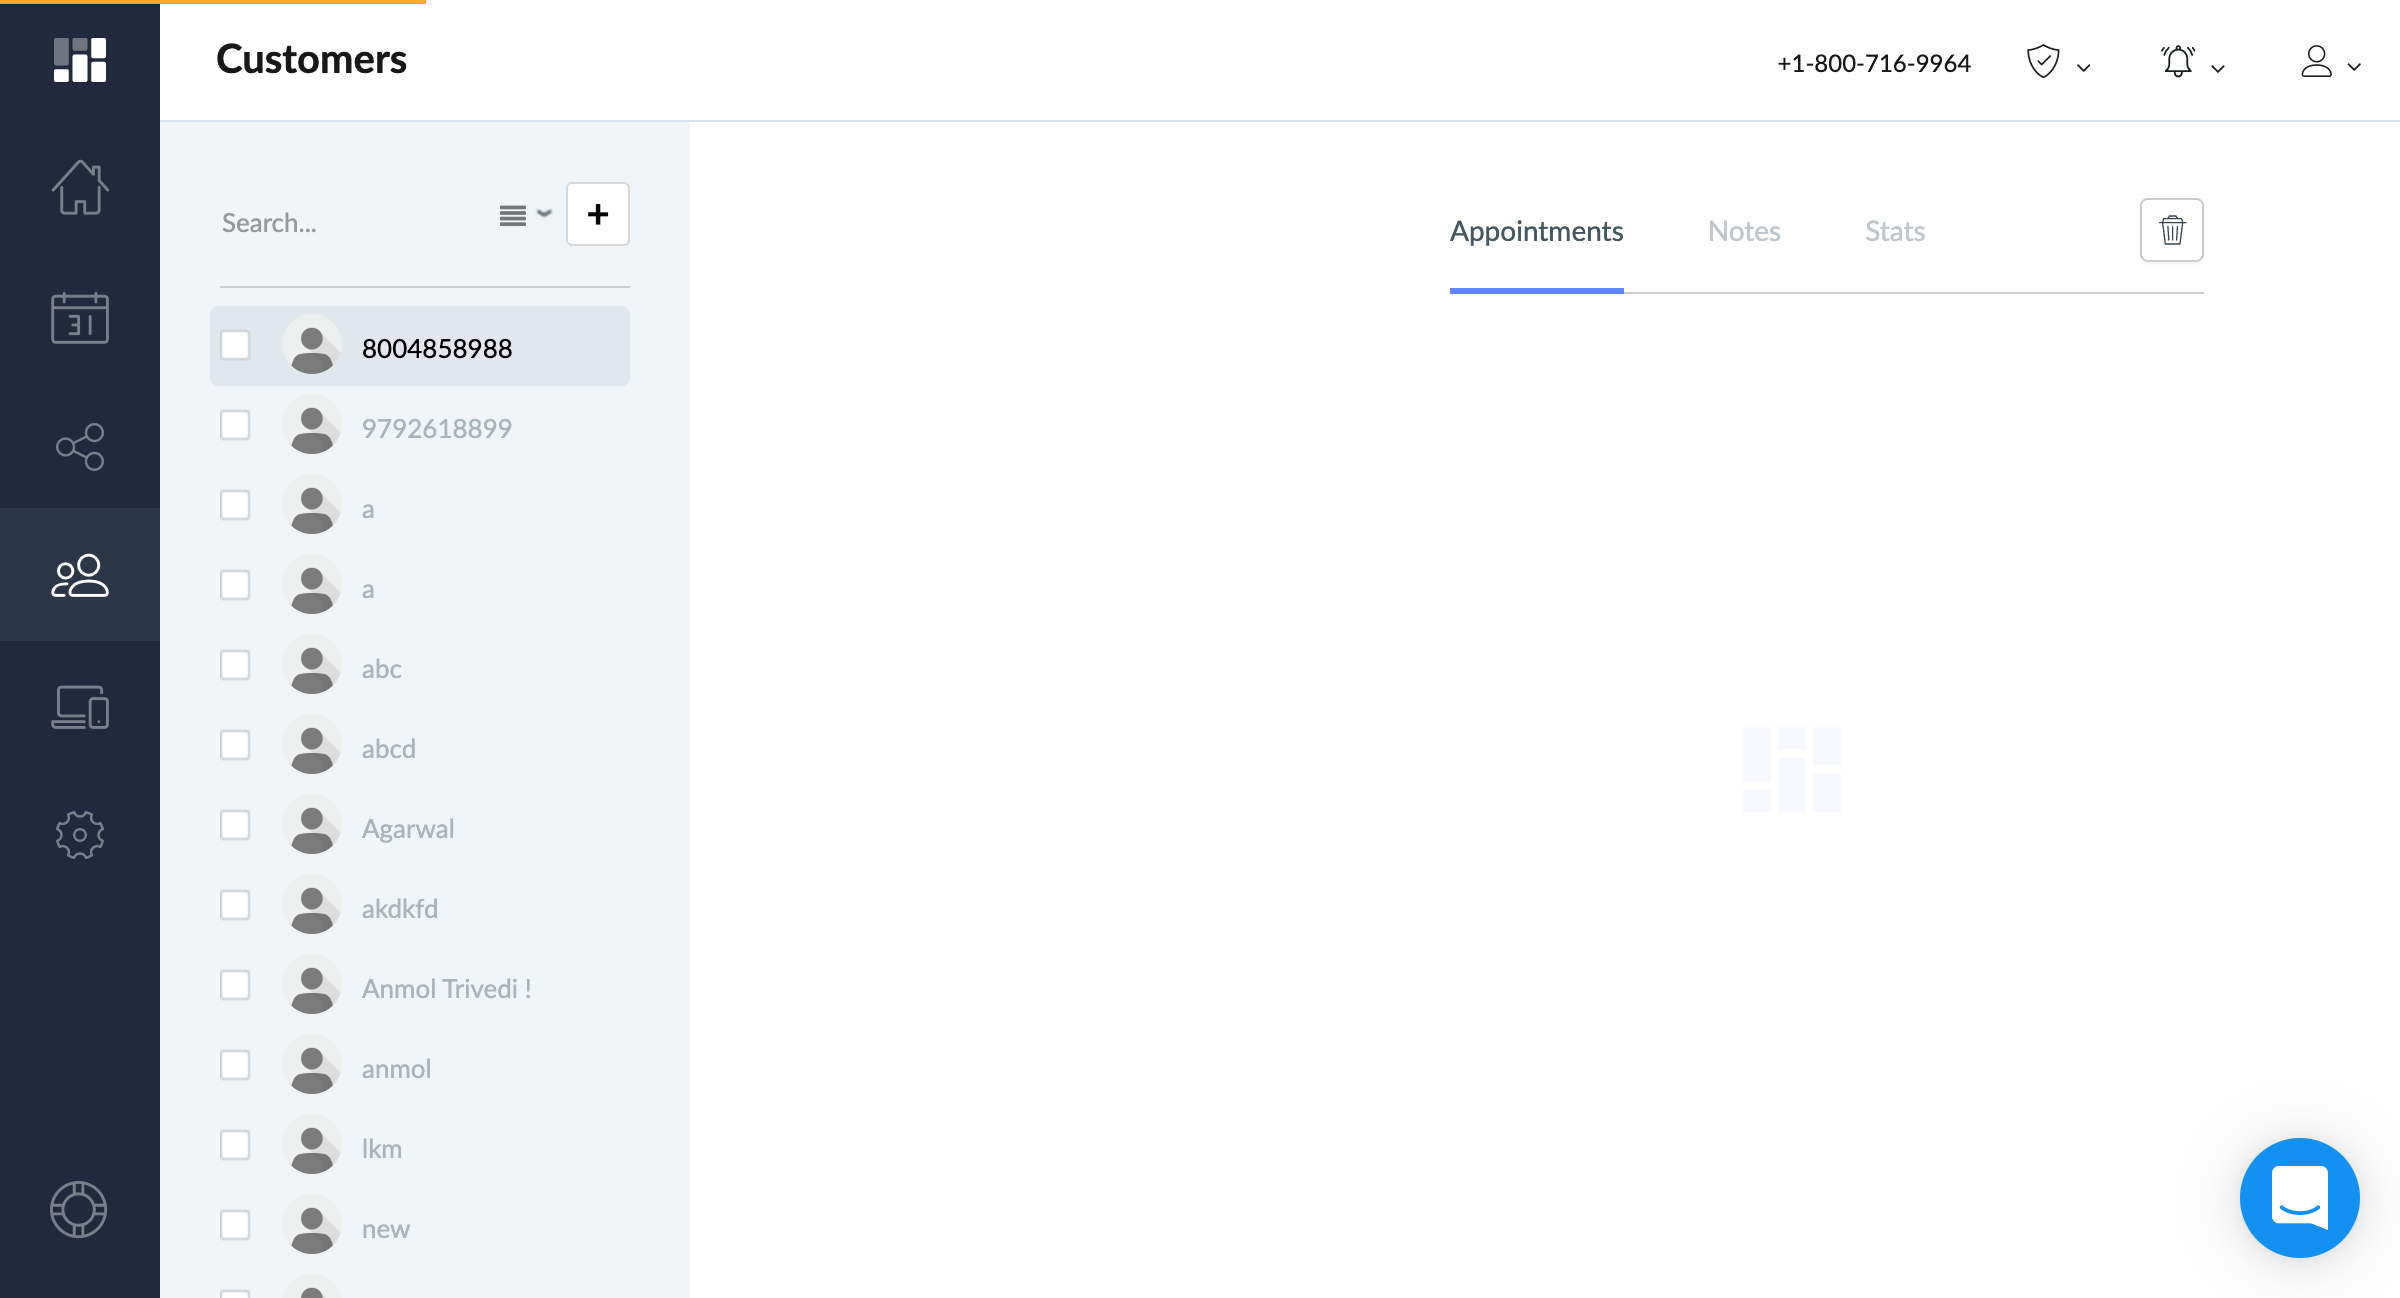 Customers
+1-800-716-9964
Search...
Appointments
Notes
Stats
8004858988
9792618899
a
a
abc
abcd
Agarwal
akdkfd
Anmol Trivedi !
anmol
lkm
new
31